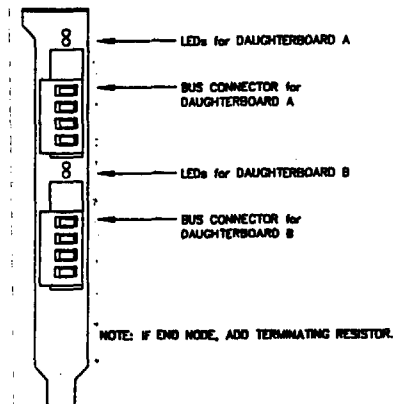 LEDs for DAUGHTERBOARD A
BUS CONNECTOR for
DAUGHTERBOARD A
LEDs for DAUGHTERBOARD B
BUS CONNECTOR for
DAUGHTERBOARD B
NOTE: IF END NODE, ADD TERMINATING RESISTOR.